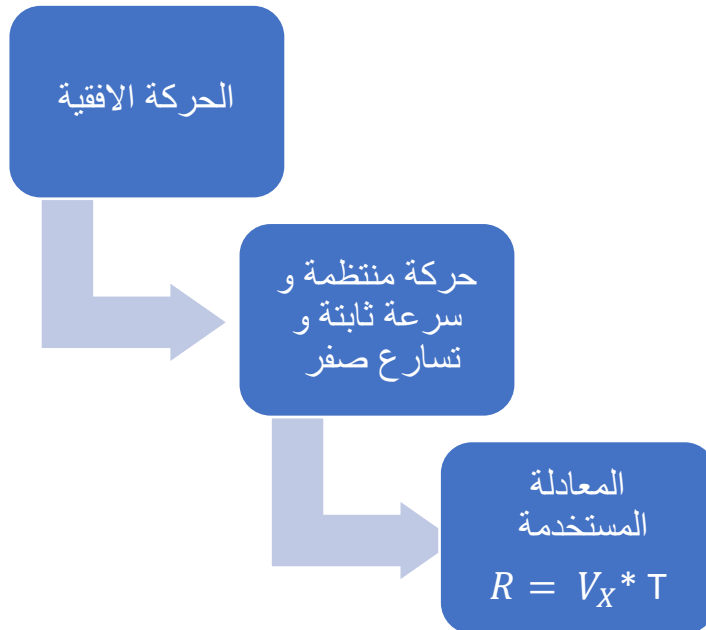 الحركة الافقية
حركة منتظمة و
سرعة ثابتة و
تسارع صفر
المعادلة
المستخدمة
R = V_X * T